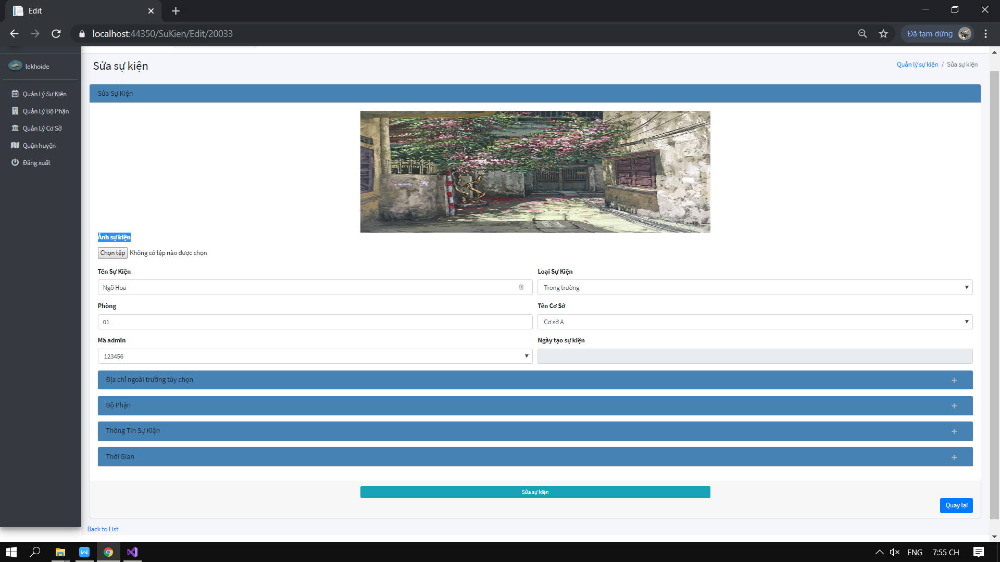 Edit
localhost:44350/SuKien/Edit/20033
Đã tạm dừng
lekhoide
Sửa sự kiện
Quản lý sự kiện / Sửa sự kiện
Quản Lý Sự Kiện
Quản Lý Bộ Phận
Quản Lý Cơ Sở
Quận huyện
Đăng xuất
Sửa Sự Kiện
Ảnh sự kiện
Chọn tệp Không có tệp nào được chọn
Tên Sự Kiện
Loại Sự Kiện
Ngõ Hoa
Trong trường
Phòng
Tên Cơ Sở
01
Cơ sở A
Mã admin
Ngày tạo sự kiện
123456
Địa chỉ ngoài trường tùy chọn
Bộ Phận
Thông Tin Sự Kiện
Thời Gian
Sửa sự kiện
Quay lại
Back to List
ENG 7:55 CH